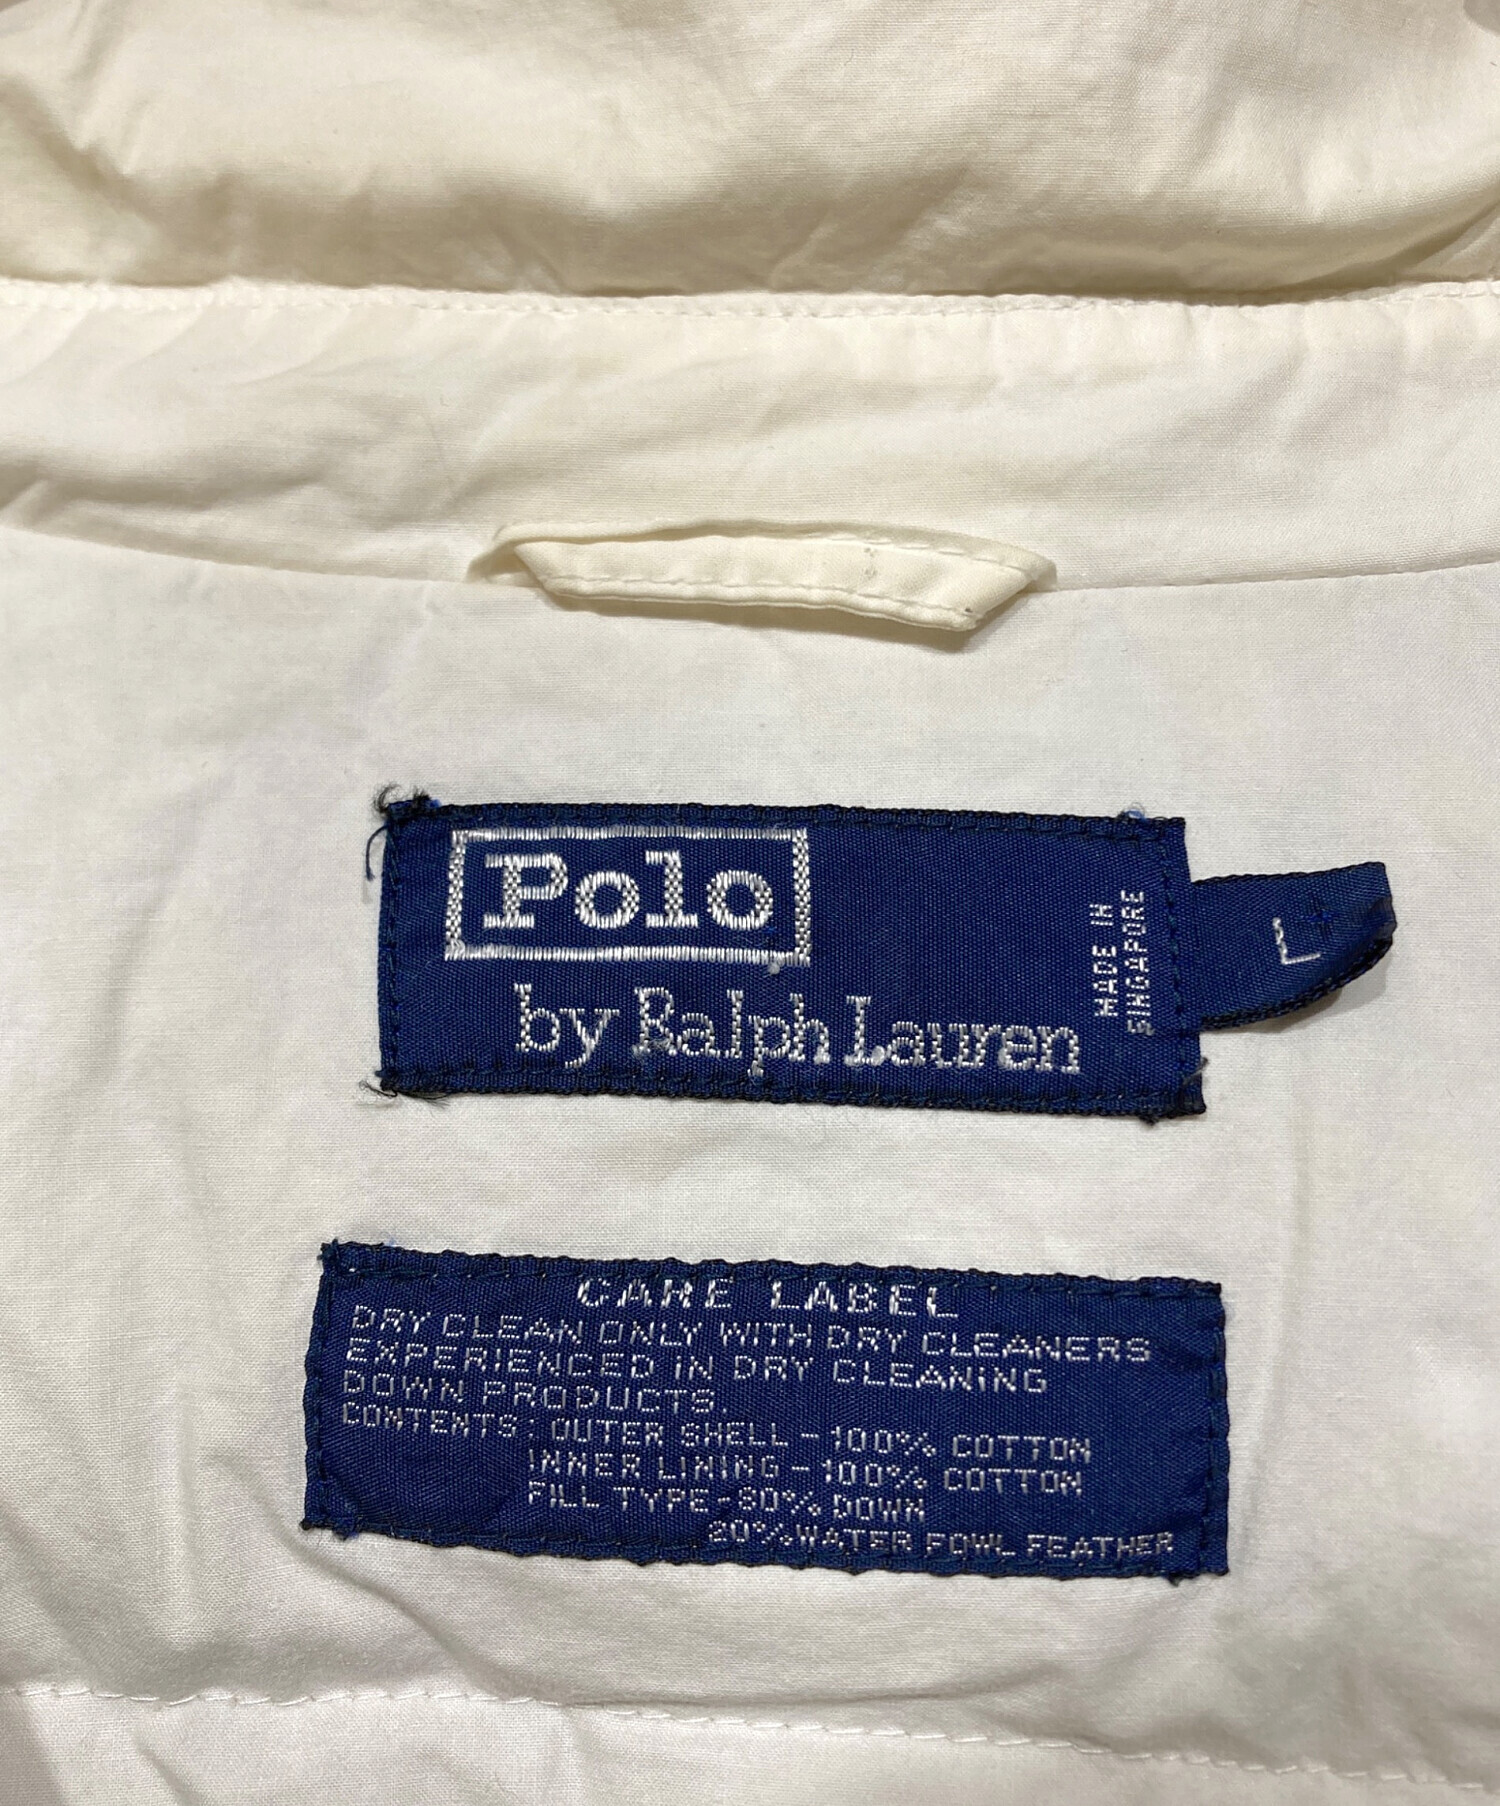 Polo
by Ralph Lauren
MADE IN
SINGAPORE
L
CARE LABEL
DRY CLEAN ONLY WITH DRY CLEANERS
EXPERIENCED IN DRY CLEANING
DOWN PRODUCTS.
CONTENTS: OUTER SHELL - 100% COTTON
INNER LINING - 100% COTTON
FILL TYPE - 80% DOWN
20% WATER FOWL FEATHER